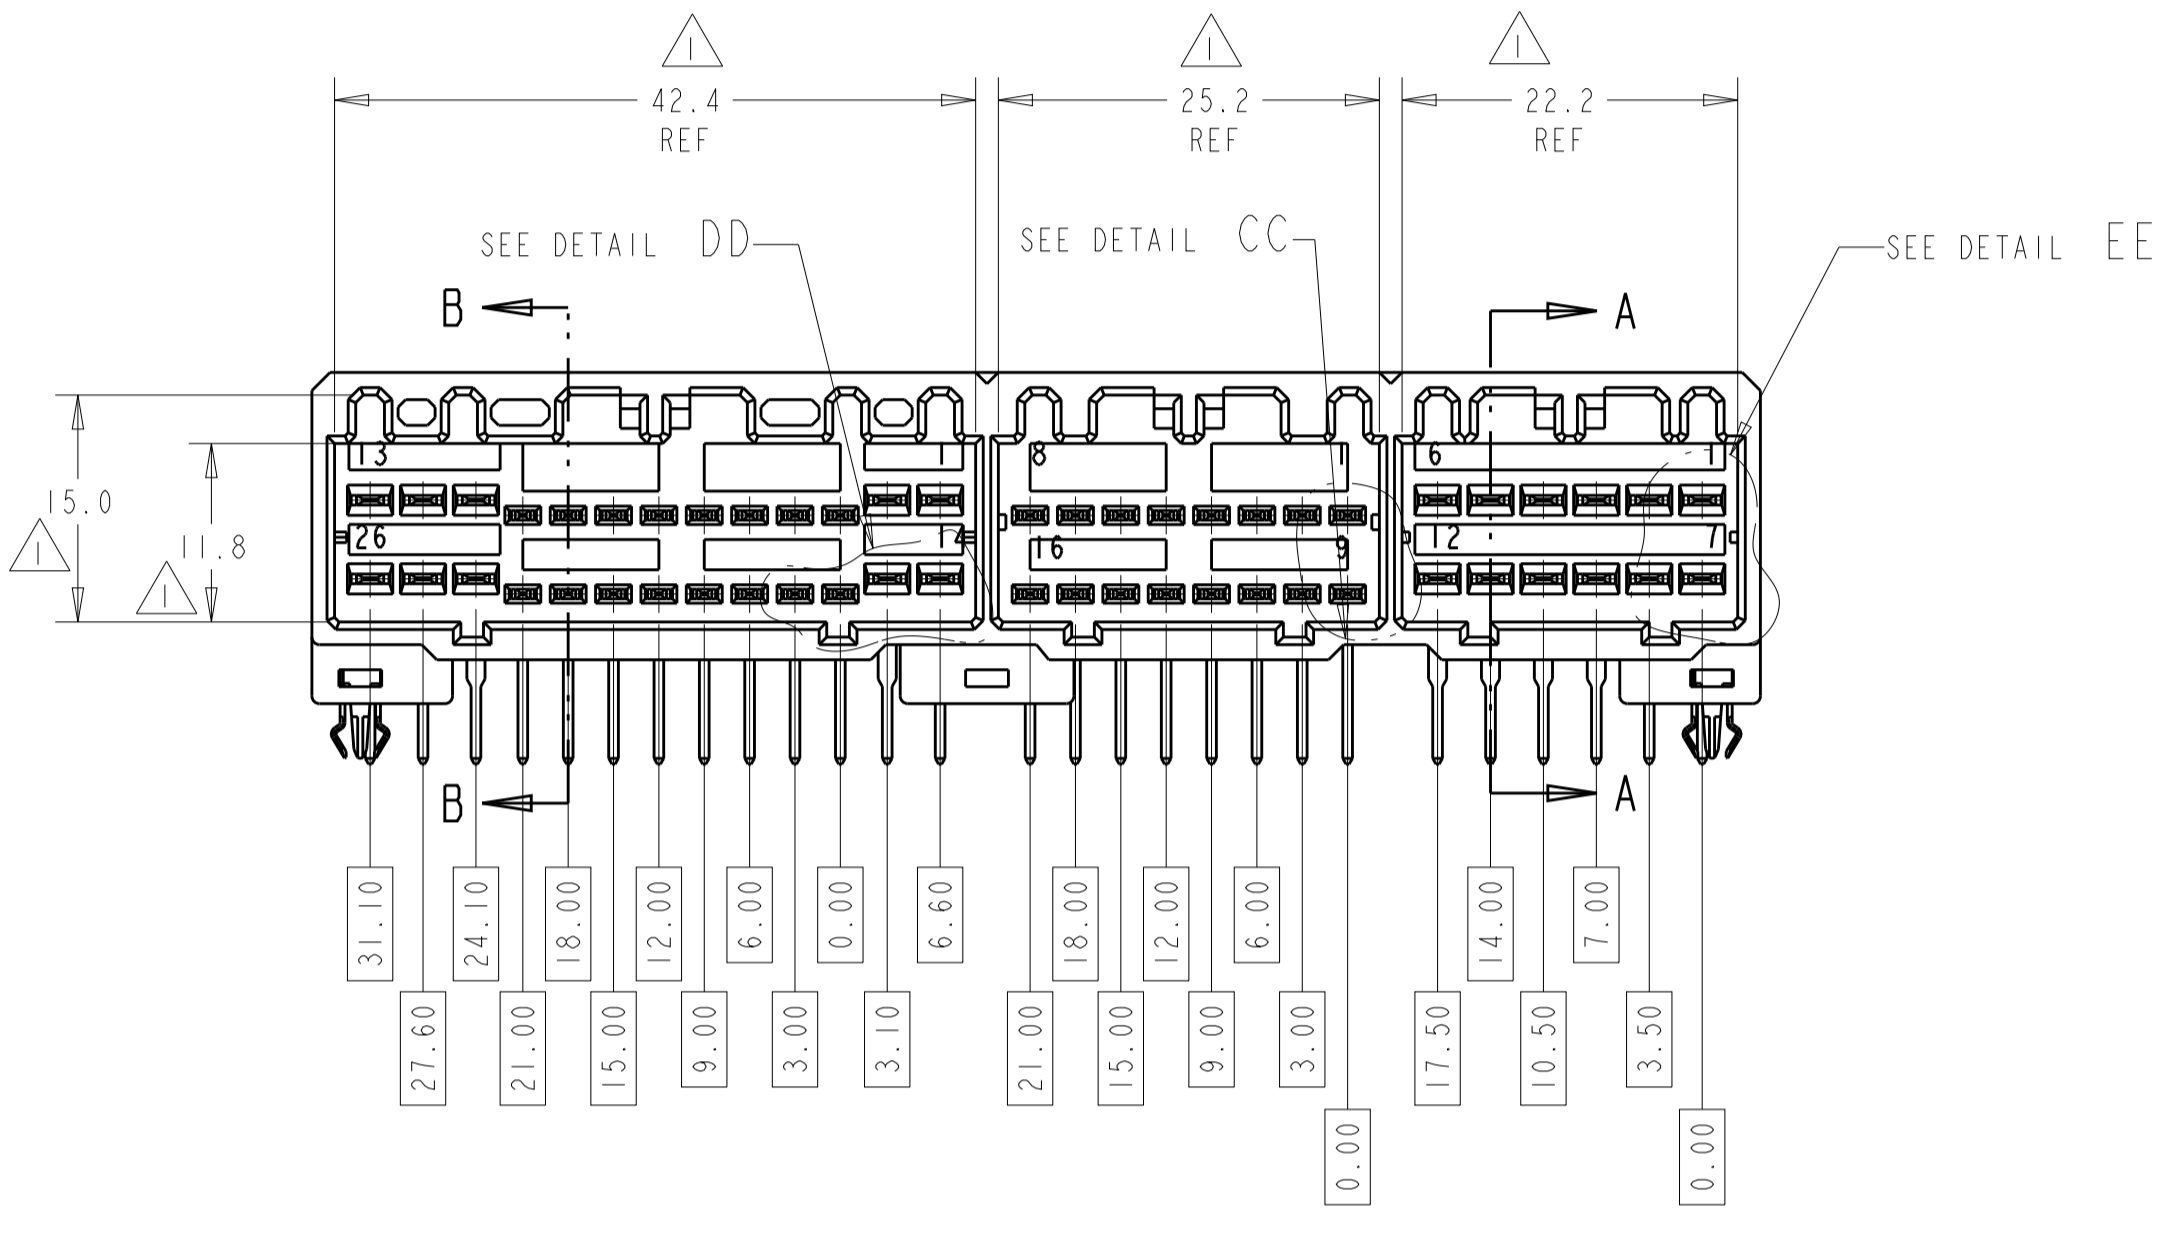 1 1 1
42.4 25.2 22.2
REF REF REF
SEE DETAIL DD SEE DETAIL CC SEE DETAIL EE
B A
13 1 8 1 6 1
15.0
26 14 16 9 12 7
1 11.8
1
B A
31.10 24.10 18.00 12.00 6.00 0.00 6.60 18.00 12.00 6.00 14.00 7.00
27.60 21.00 15.00 9.00 3.00 3.10 21.00 15.00 9.00 3.00 17.50 10.50 3.50
0.00 0.00